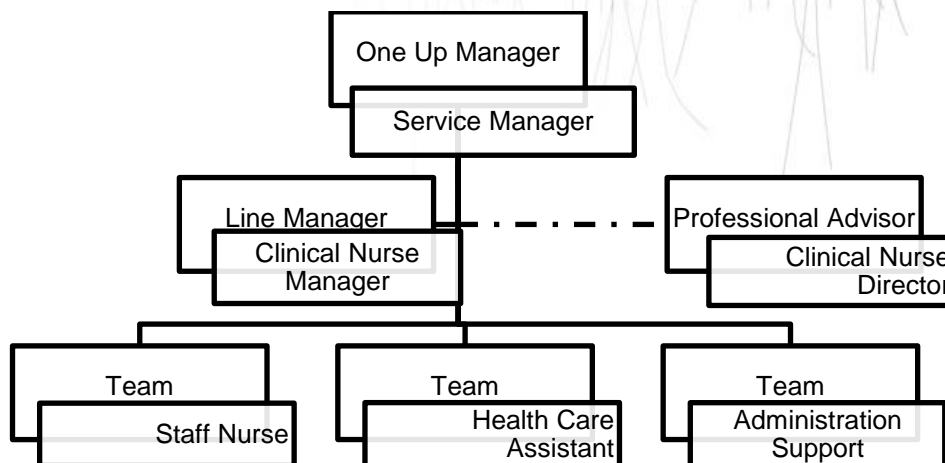 One Up Manager
Service Manager
Line Manager
Clinical Nurse
Manager
Professional Advisor
Clinical Nurse
Director
Team
Staff Nurse
Team
Health Care
Assistant
Team
Administration
Support